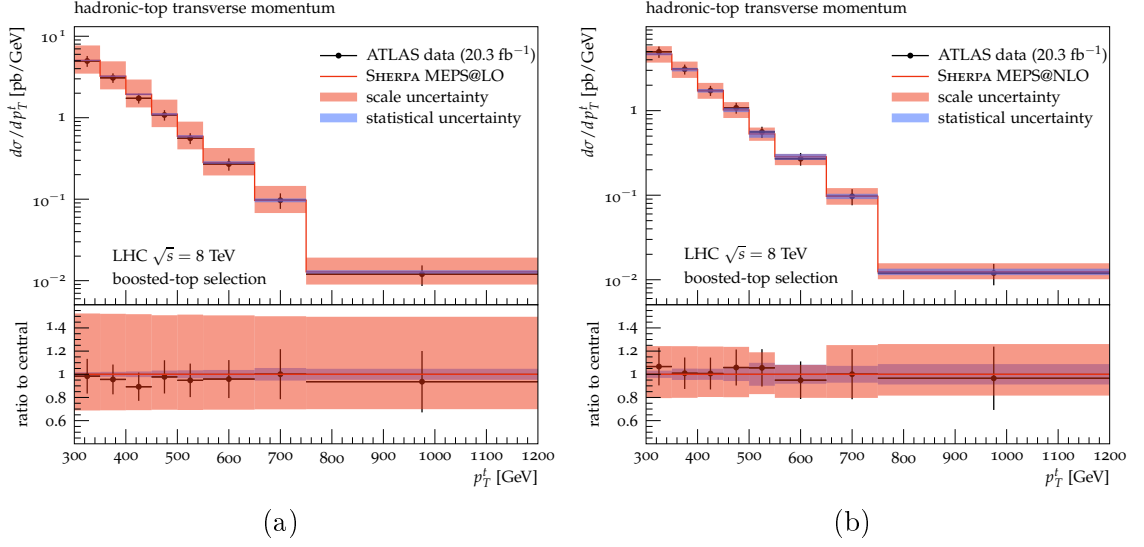 hadronic-top transverse momentum
10¹
1
10⁻¹
10⁻²
dσ/dp_T^t [pb/GeV]
ATLAS data (20.3 fb⁻¹)
SHERPA MEPS@LO
scale uncertainty
statistical uncertainty
LHC √s = 8 TeV
boosted-top selection
ratio to central
1.4
1.2
1
0.8
0.6
300 400 500 600 700 800 900 1000 1100 1200
p_T^t [GeV]
(a)
hadronic-top transverse momentum
1
10⁻¹
10⁻²
dσ/dp_T^t [pb/GeV]
ATLAS data (20.3 fb⁻¹)
SHERPA MEPS@NLO
scale uncertainty
statistical uncertainty
LHC √s = 8 TeV
boosted-top selection
ratio to central
1.4
1.2
1
0.8
0.6
300 400 500 600 700 800 900 1000 1100 1200
p_T^t [GeV]
(b)